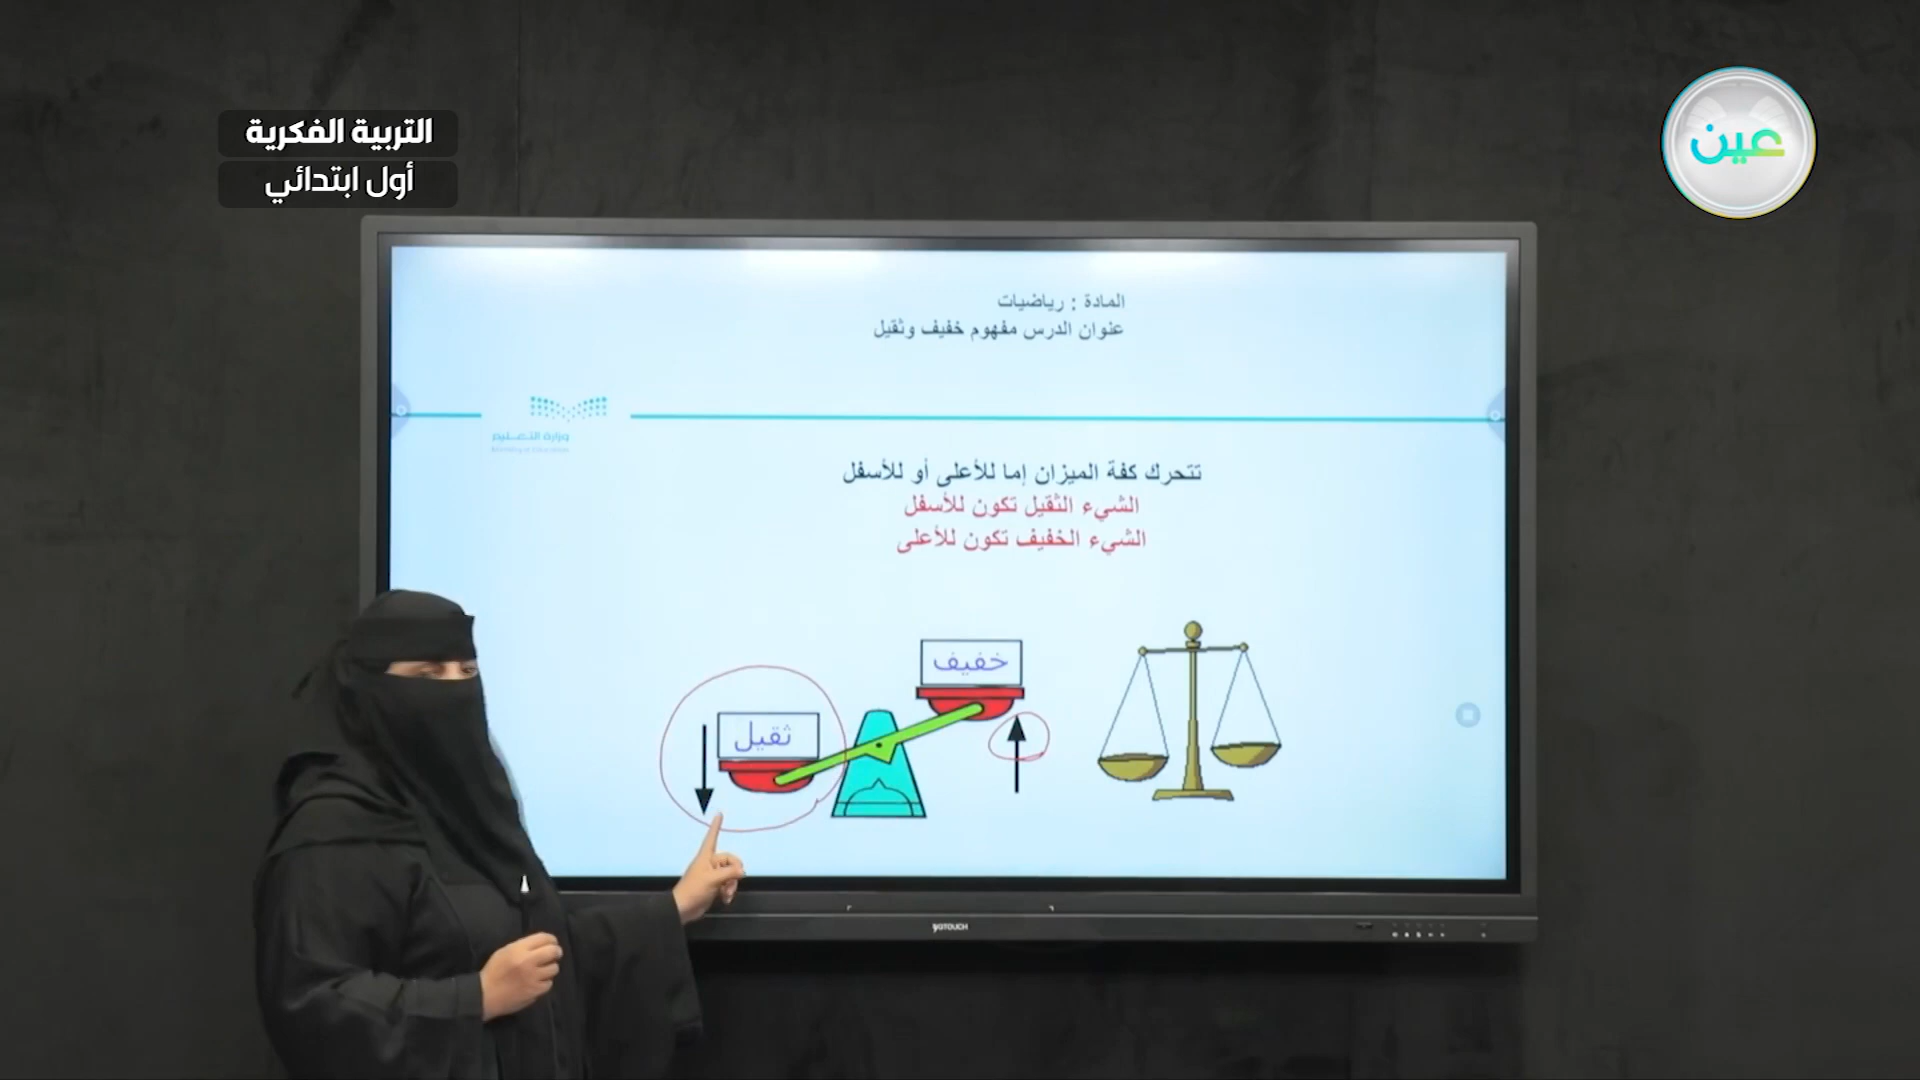 التربية الفكرية
أول ابتدائي
عين
المادة : رياضيات
عنوان الدرس مفهوم خفيف وثقيل
وزارة التعليم
تتحرك كفة الميزان إما للأعلى أو للأسفل
الشيء الثقيل تكون للأسفل
الشيء الخفيف تكون للأعلى
خفيف
ثقيل